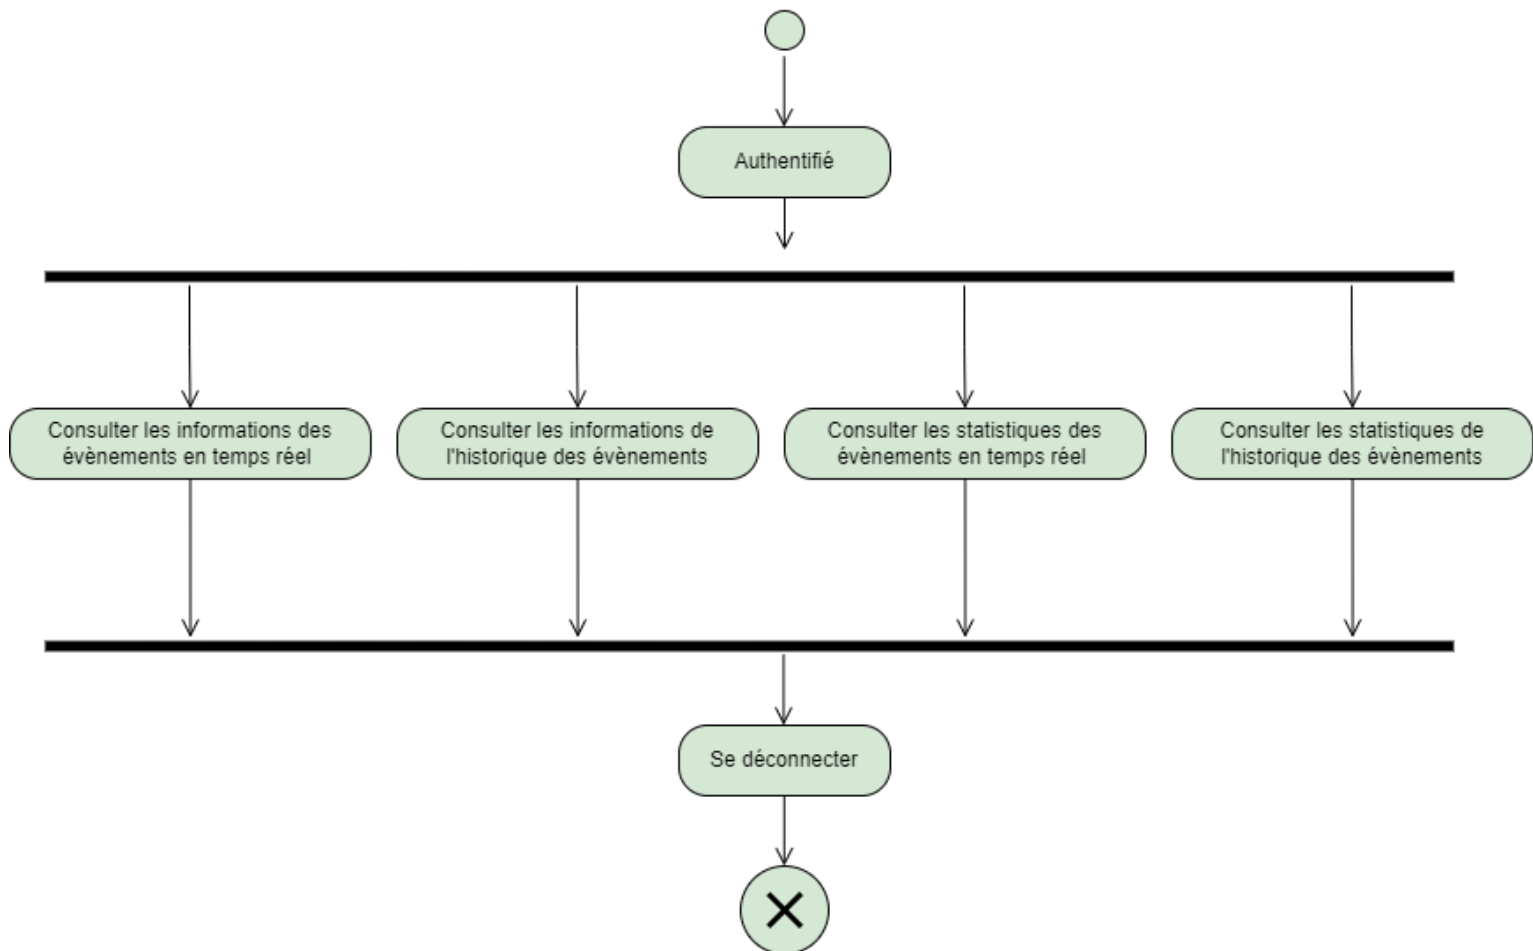 Authentifié
Consulter les informations des
évènements en temps réel
Consulter les informations de
l'historique des évènements
Consulter les statistiques des
évènements en temps réel
Consulter les statistiques de
l'historique des évènements
Se déconnecter